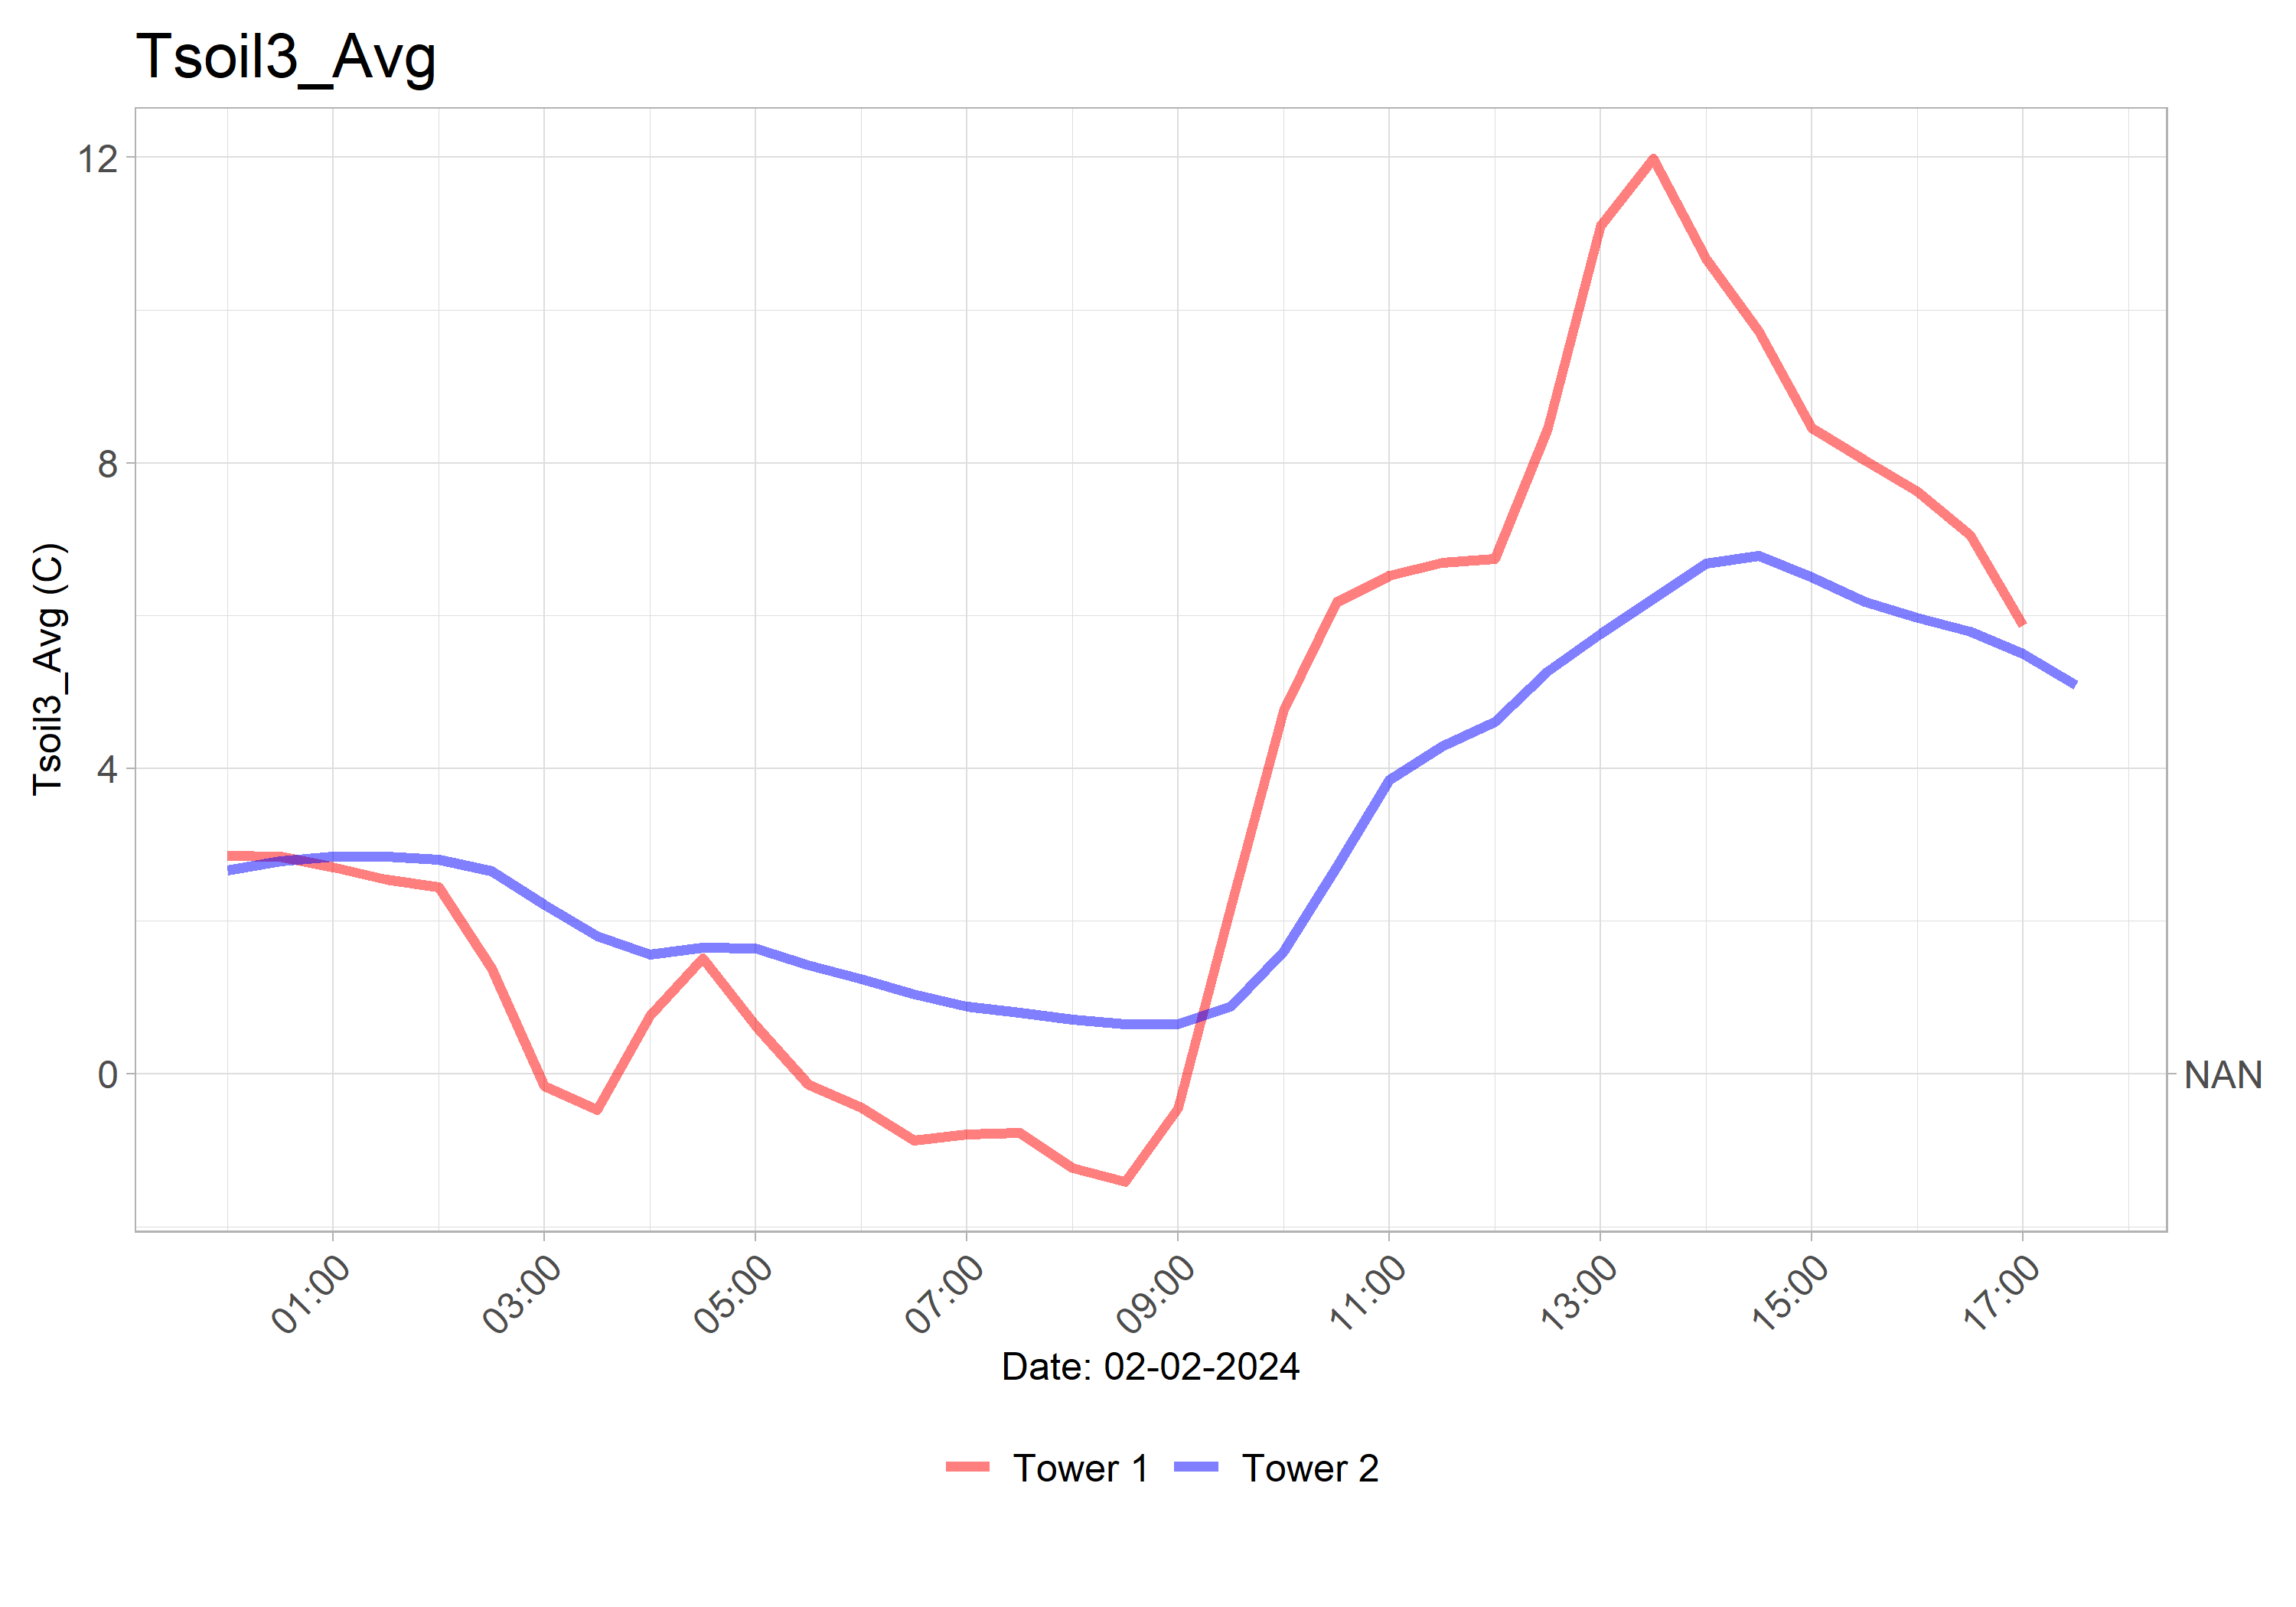 Tsoil3_Avg
12
8
4
0
NAN
Tsoil3_Avg (C)
01:00
03:00
05:00
07:00
09:00
11:00
13:00
15:00
17:00
Date: 02-02-2024
Tower 1
Tower 2